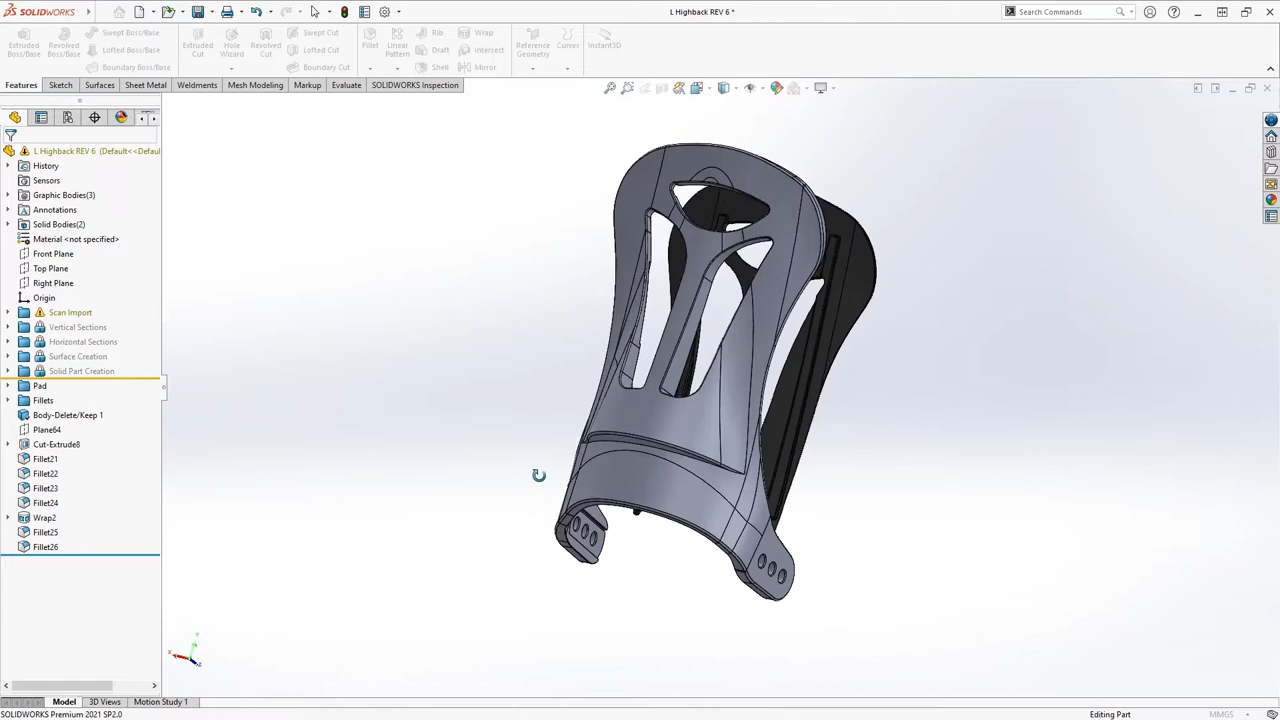 SOLIDWORKS
L Highback REV 6 *
Search Commands
Extruded Boss/Base
Revolved Boss/Base
Swept Boss/Base
Lofted Boss/Base
Boundary Boss/Base
Extruded Cut
Hole Wizard
Revolved Cut
Swept Cut
Lofted Cut
Boundary Cut
Fillet
Linear Pattern
Rib
Draft
Shell
Wrap
Intersect
Mirror
Reference Geometry
Curves
Instant3D
Features Sketch Surfaces Sheet Metal Weldments Mesh Modeling Markup Evaluate SOLIDWORKS Inspection
L Highback REV 6 (Default<<Defaul
History
Sensors
Graphic Bodies(3)
Annotations
Solid Bodies(2)
Material <not specified>
Front Plane
Top Plane
Right Plane
Origin
Scan Import
Vertical Sections
Horizontal Sections
Surface Creation
Solid Part Creation
Pad
Fillets
Body-Delete/Keep 1
Plane64
Cut-Extrude8
Fillet21
Fillet22
Fillet23
Fillet24
Wrap2
Fillet25
Fillet26
Y
X
Z
Model 3D Views Motion Study 1
SOLIDWORKS Premium 2021 SP2.0
Editing Part
MMGS